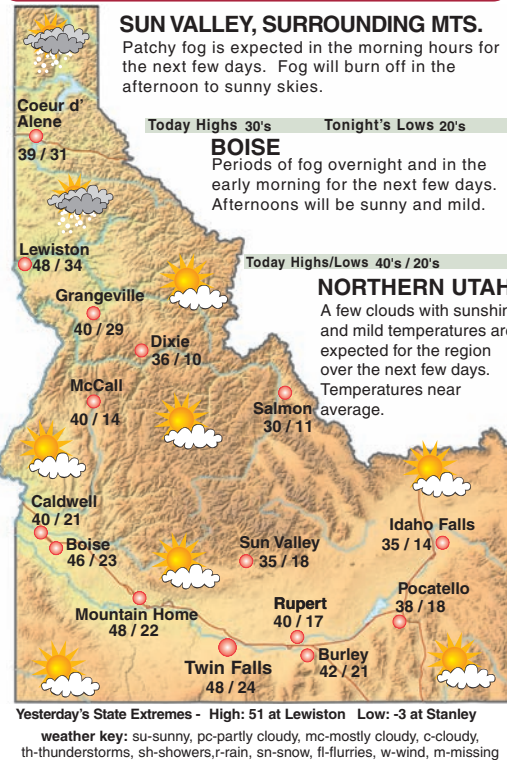 SUN VALLEY, SURROUNDING MTS.
Patchy fog is expected in the morning hours for
the next few days. Fog will burn off in the
afternoon to sunny skies.
Today Highs 30's Tonight's Lows 20's
BOISE
Periods of fog overnight and in the
early morning for the next few days.
Afternoons will be sunny and mild.
Today Highs/Lows 40's / 20's
NORTHERN UTAH
A few clouds with sunshin
and mild temperatures are
expected for the region
over the next few days.
Temperatures near
average.
Coeur d'
Alene
39 / 31
Lewiston
48 / 34
Grangeville
40 / 29
Dixie
36 / 10
McCall
40 / 14
Salmon
30 / 11
Caldwell
40 / 21
Boise
46 / 23
Sun Valley
35 / 18
Idaho Falls
35 / 14
Mountain Home
48 / 22
Rupert
40 / 17
Pocatello
38 / 18
Twin Falls
48 / 24
Burley
42 / 21
Yesterday's State Extremes - High: 51 at Lewiston Low: -3 at Stanley
weather key: su-sunny, pc-partly cloudy, mc-mostly cloudy, c-cloudy,
th-thunderstorms, sh-showers,r-rain, sn-snow, fl-flurries, w-wind, m-missing